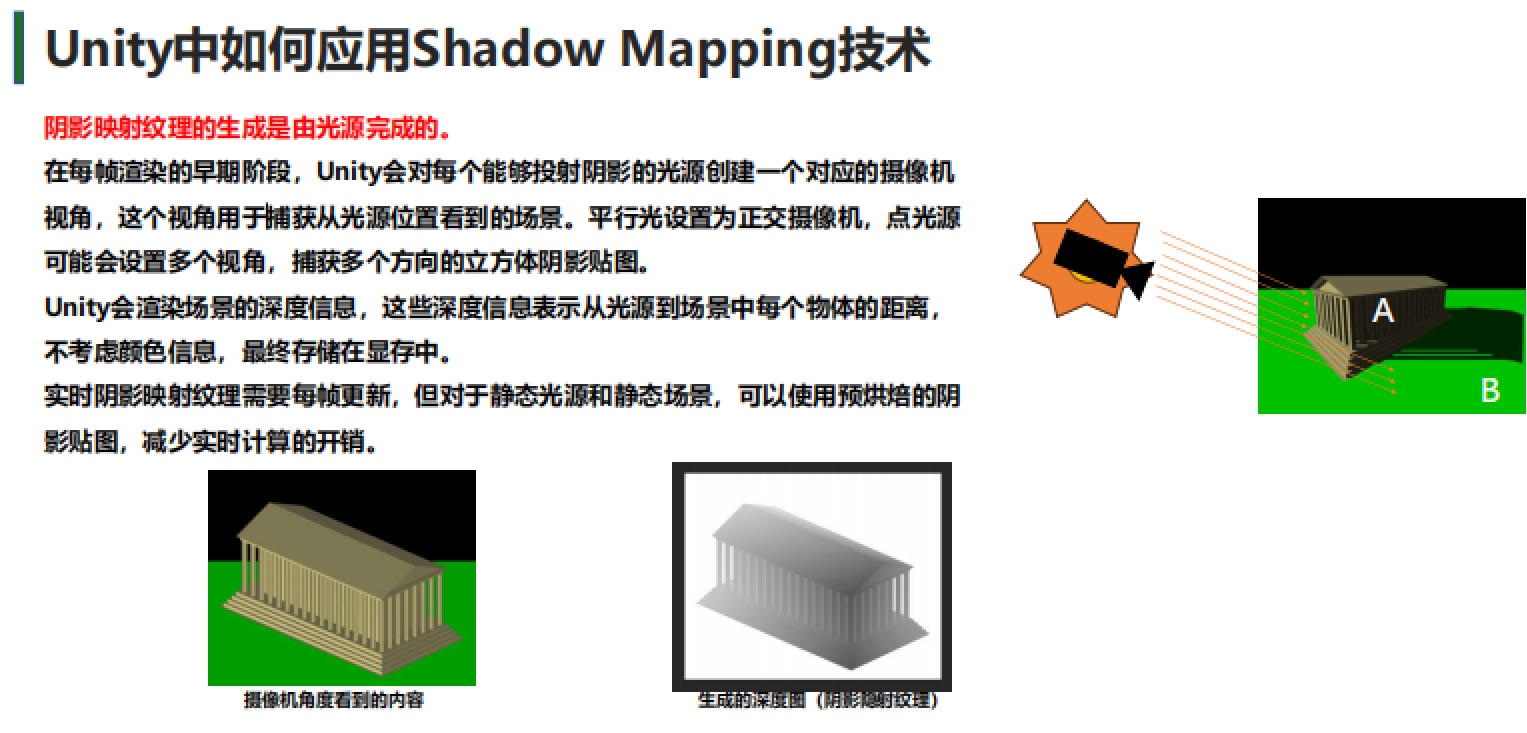 Unity中如何应用Shadow Mapping技术
阴影映射纹理的生成是由光源完成的。
在每帧渲染的早期阶段，Unity会对每个能够投射阴影的光源创建一个对应的摄像机
视角，这个视角用于捕获从光源位置看到的场景。平行光设置为正交摄像机，点光源
可能会设置多个视角，捕获多个方向的立方体阴影贴图。
Unity会渲染场景的深度信息，这些深度信息表示从光源到场景中每个物体的距离，
不考虑颜色信息，最终存储在显存中。
实时阴影映射纹理需要每帧更新，但对于静态光源和静态场景，可以使用预烘焙的阴
影贴图，减少实时计算的开销。
A
B
摄像机角度看到的内容
生成的深度图（阴影隐射纹理）